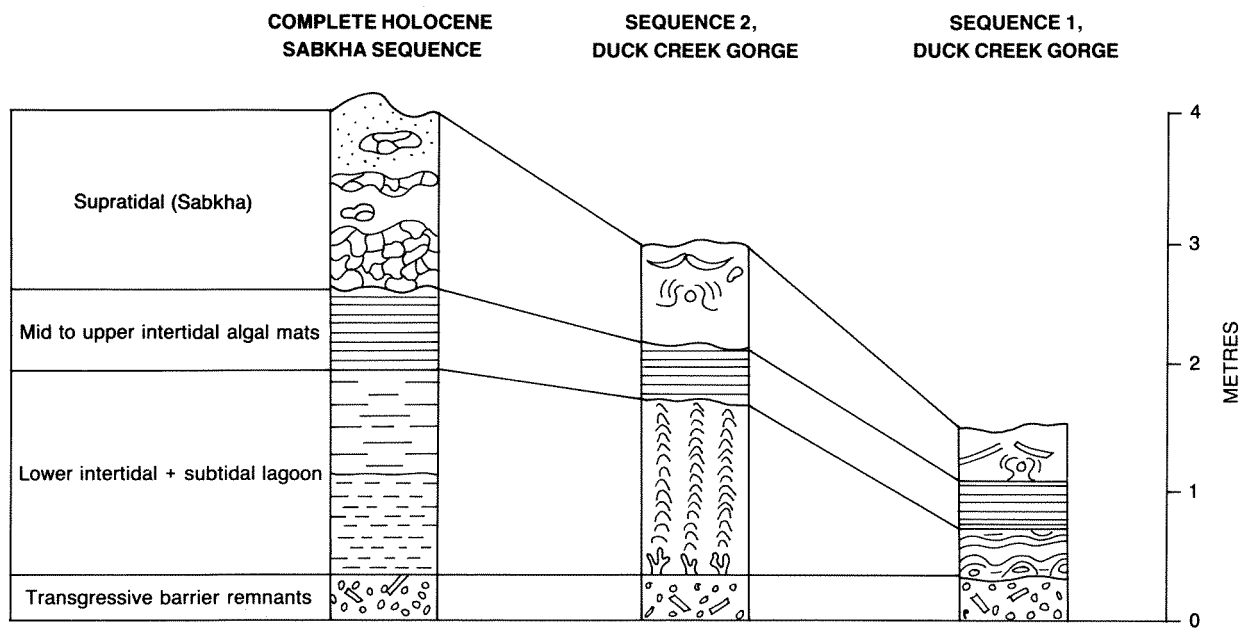 COMPLETE HOLOCENE
SABKHA SEQUENCE
SEQUENCE 2,
DUCK CREEK GORGE
SEQUENCE 1,
DUCK CREEK GORGE
Supratidal (Sabkha)
Mid to upper intertidal algal mats
Lower intertidal + subtidal lagoon
Transgressive barrier remnants
4
3
2
1
0
METRES